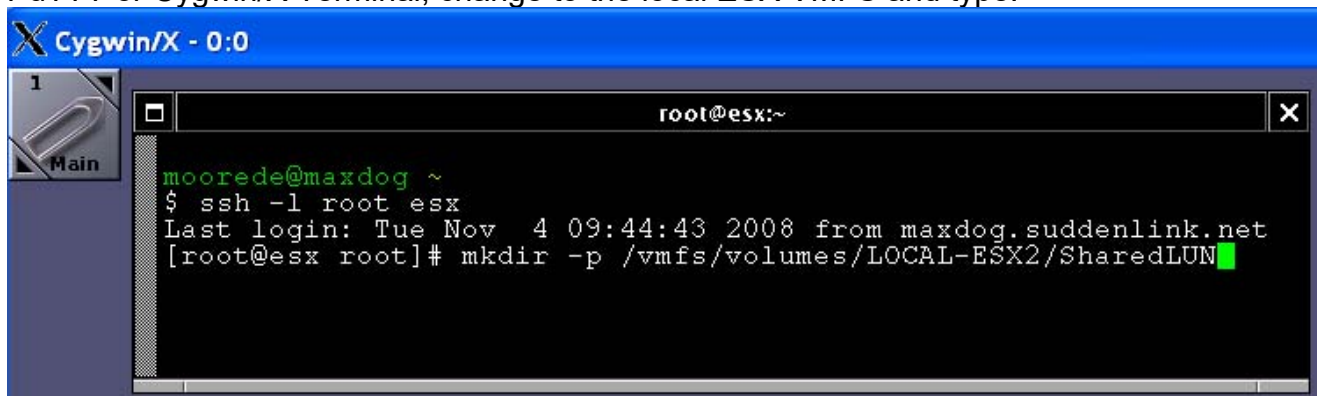 Cygwin/X - 0:0
1
Main
root@esx:~
moorede@maxdog ~
$ ssh -l root esx
Last login: Tue Nov  4 09:44:43 2008 from maxdog.suddenlink.net
[root@esx root]# mkdir -p /vmfs/volumes/LOCAL-ESX2/SharedLUN